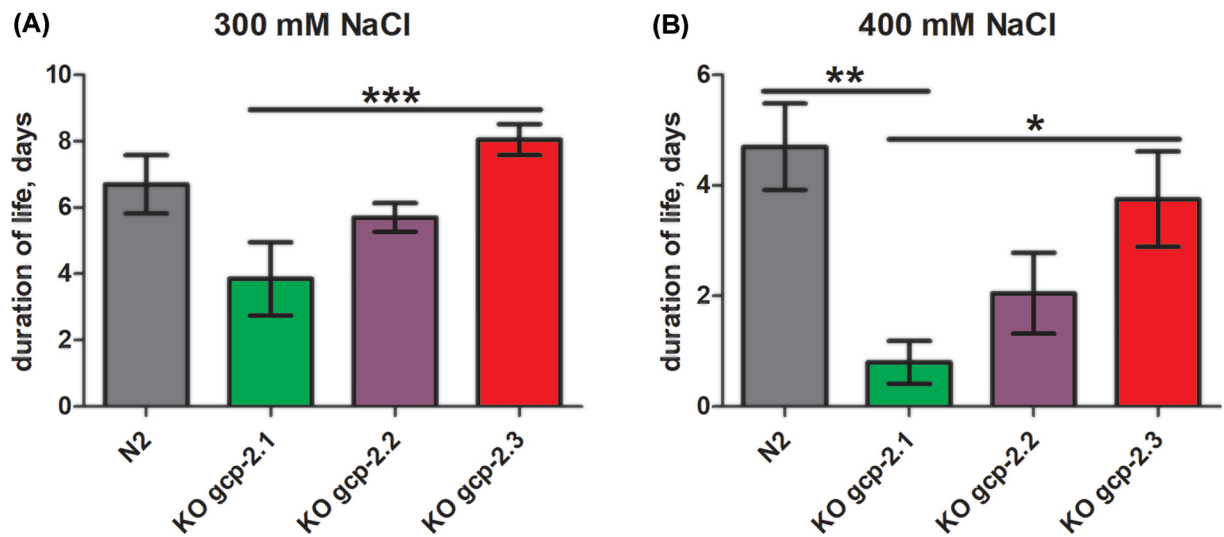 (A) 300 mM NaCl
duration of life, days
10
8
6
4
2
0
***
N2
KO gcp-2.1
KO gcp-2.2
KO gcp-2.3
(B) 400 mM NaCl
duration of life, days
6
4
2
0
**
*
N2
KO gcp-2.1
KO gcp-2.2
KO gcp-2.3